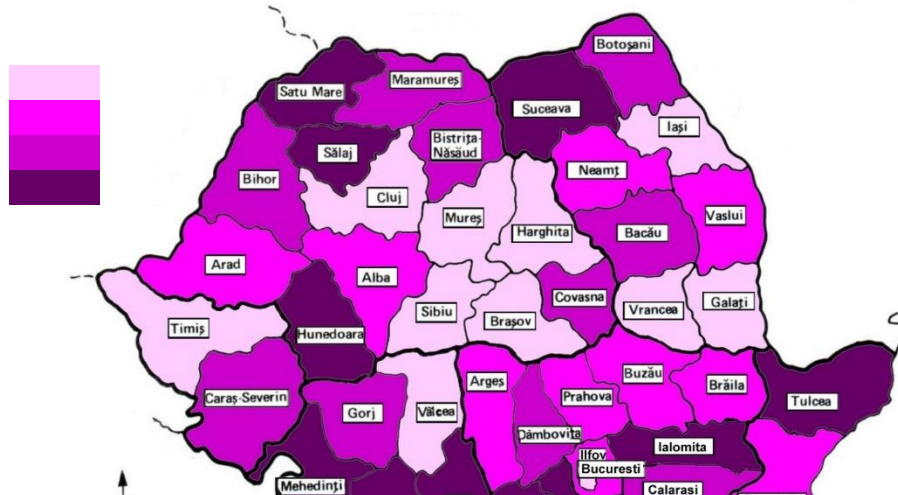 Botoșani
Satu Mare
Maramureș
Suceava
Iași
Sălaj
Bistrița-
Năsăud
Neamț
Bihor
Cluj
Mureș
Vaslui
Harghita
Bacău
Arad
Alba
Covasna
Timiș
Hunedoara
Sibiu
Brașov
Vrancea
Galați
Caraș-Severin
Gorj
Vâlcea
Argeș
Prahova
Buzău
Brăila
Tulcea
Dâmbovița
Ilfov
Bucuresti
Ialomita
Mehedinți
Calarasi